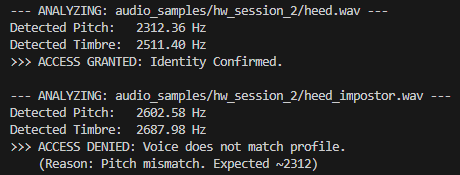 --- ANALYZING: audio_samples/hw_session_2/heed.wav ---
Detected Pitch:   2312.36 Hz
Detected Timbre:  2511.40 Hz
>>> ACCESS GRANTED: Identity Confirmed.

--- ANALYZING: audio_samples/hw_session_2/heed_impostor.wav ---
Detected Pitch:   2602.58 Hz
Detected Timbre:  2687.98 Hz
>>> ACCESS DENIED: Voice does not match profile.
    (Reason: Pitch mismatch. Expected ~2312)